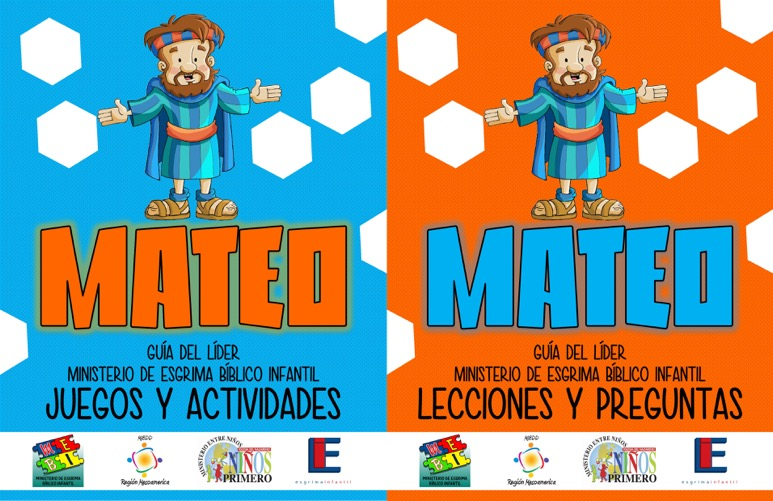 MATEO
GUÍA DEL LÍDER
MINISTERIO DE ESGRIMA BÍBLICO INFANTIL
JUEGOS Y ACTIVIDADES
MEBI
MINISTERIO DE ESGRIMA
BÍBLICO INFANTIL
Región Mesoamérica
MINISTERIO ENTRE NIÑOS
NIÑOS
PRIMERO
E
esgrimainfantil
MATEO
GUÍA DEL LÍDER
MINISTERIO DE ESGRIMA BÍBLICO INFANTIL
LECCIONES Y PREGUNTAS
MEBI
MINISTERIO DE ESGRIMA
BÍBLICO INFANTIL
Región Mesoamérica
MINISTERIO ENTRE NIÑOS
NIÑOS
PRIMERO
E
esgrimainfantil